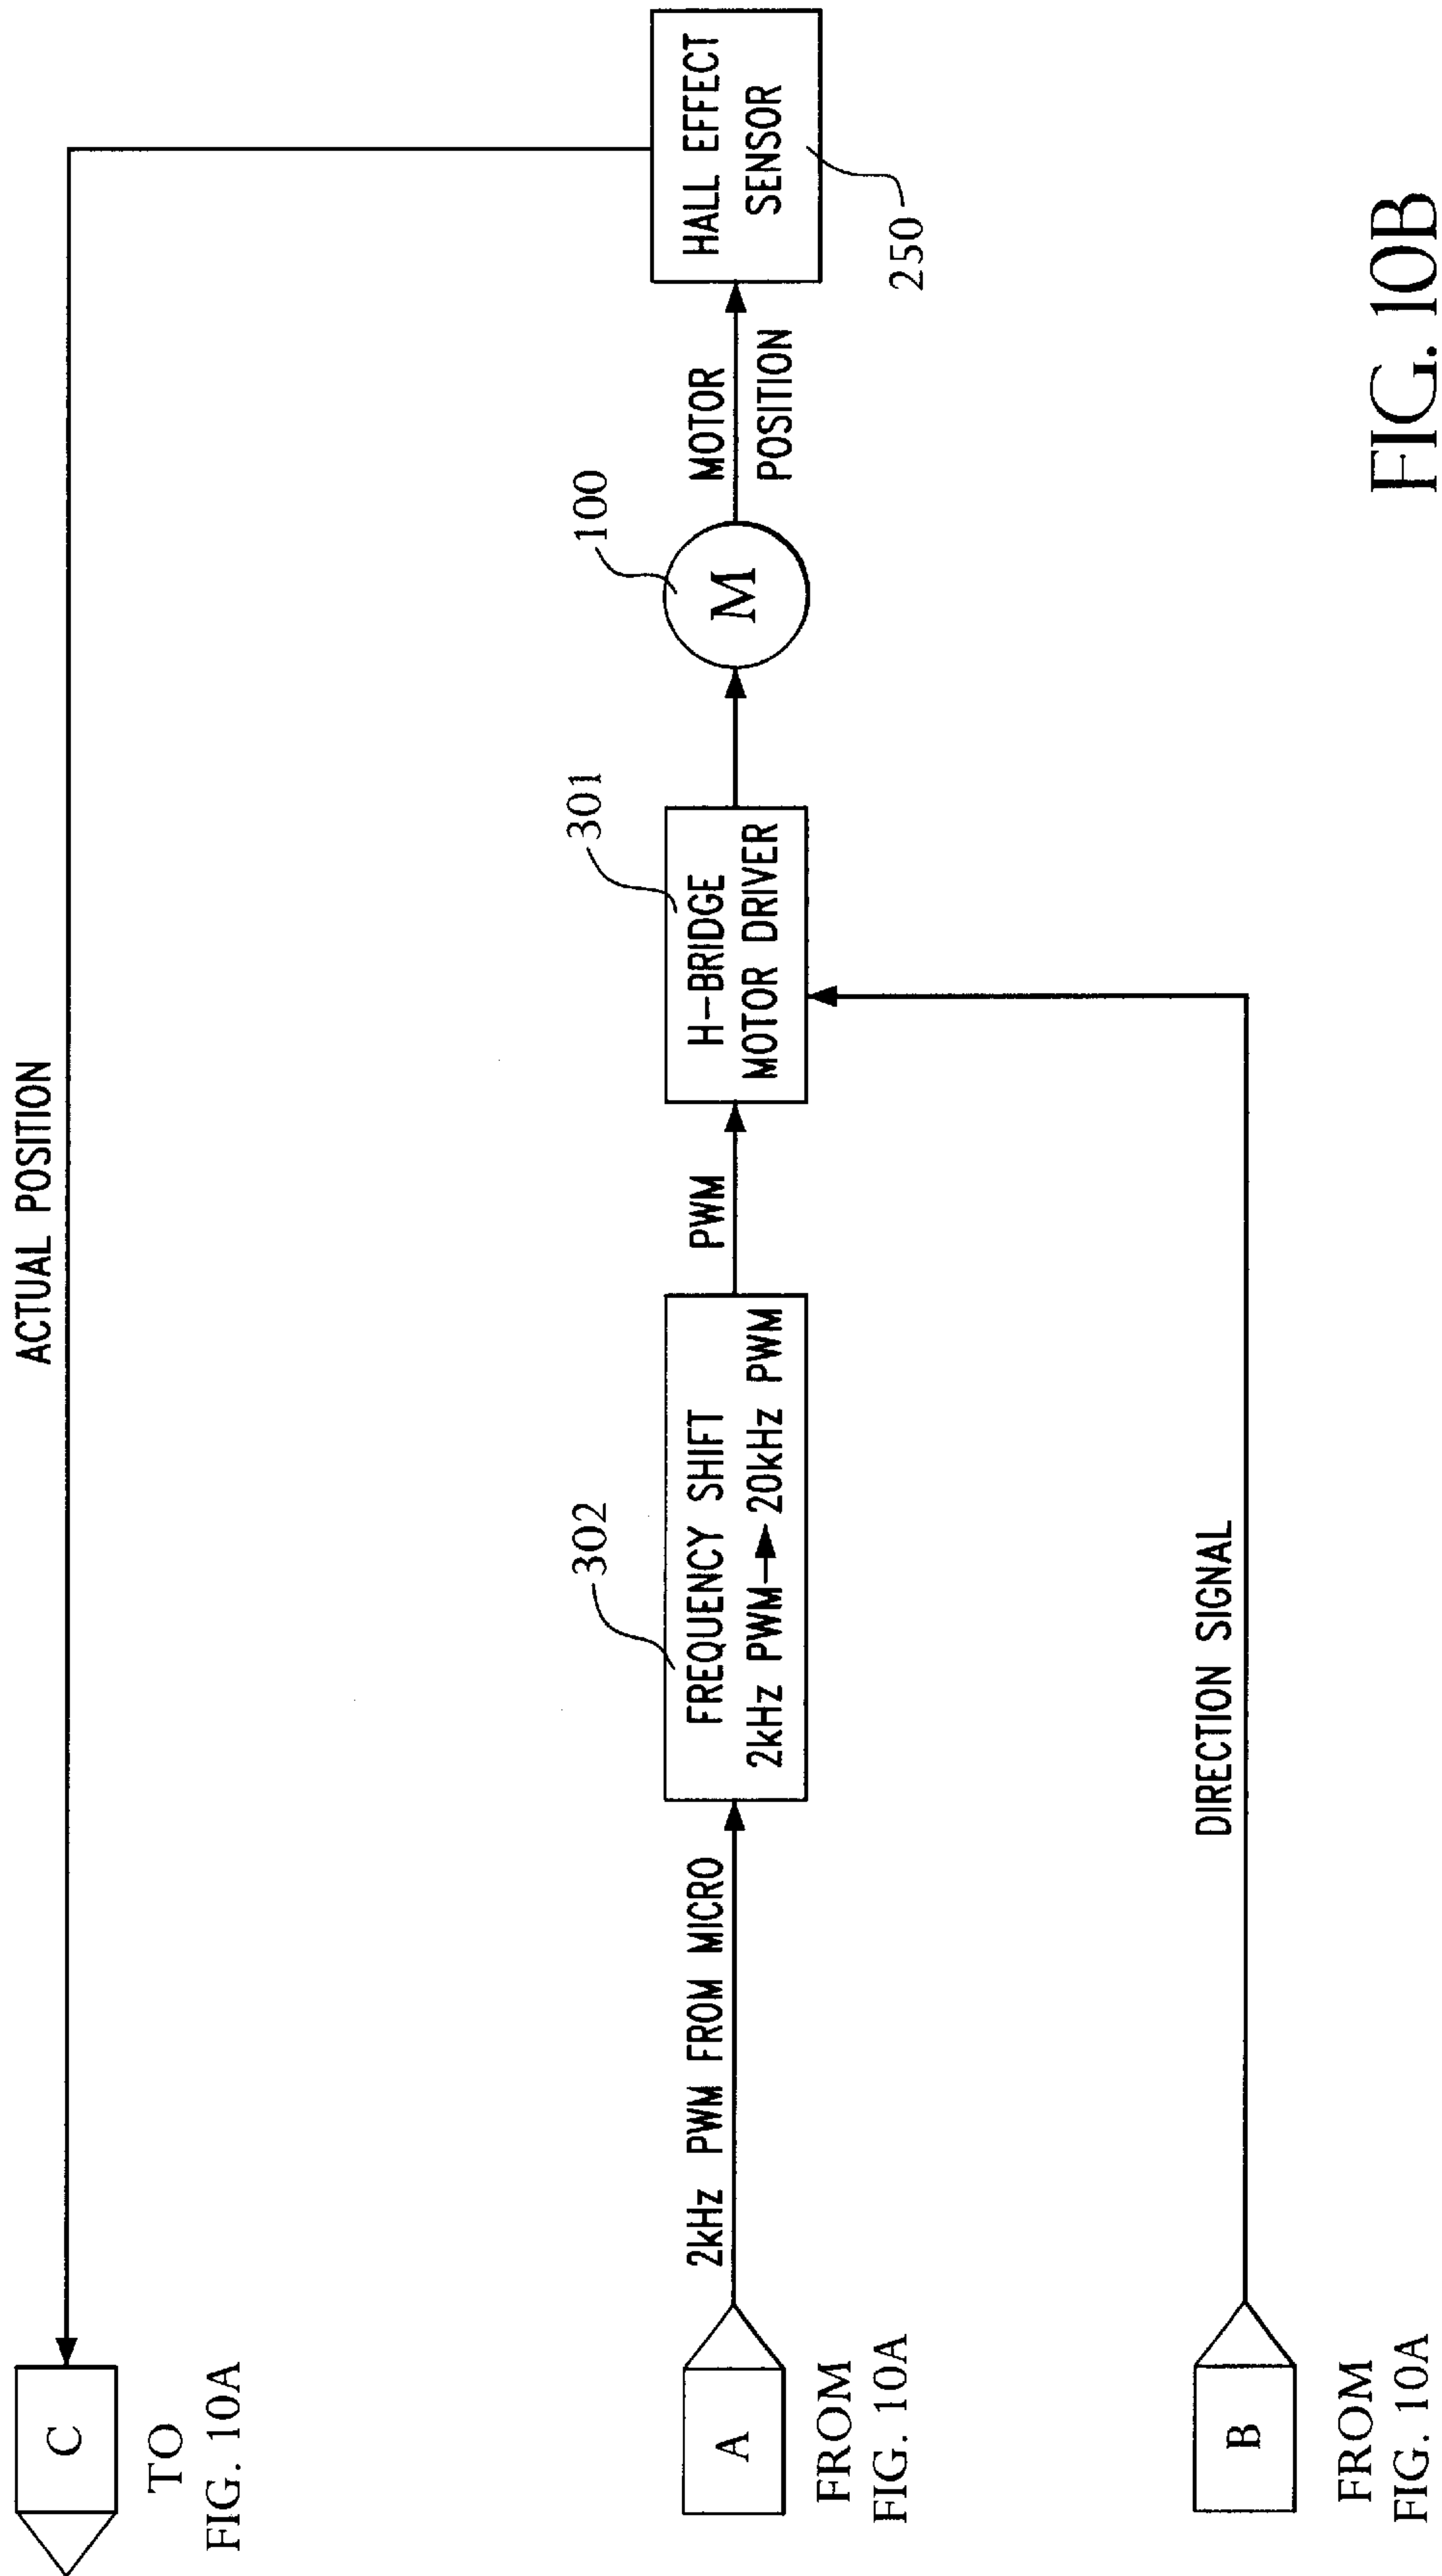 ACTUAL POSITION
C
TO
FIG. 10A
A
FROM
FIG. 10A
2kHz PWM FROM MICRO
302
FREQUENCY SHIFT
2kHz PWM→20kHz PWM
PWM
301
H-BRIDGE
MOTOR DRIVER
100
M
MOTOR
POSITION
HALL EFFECT
SENSOR
250
B
FROM
FIG. 10A
DIRECTION SIGNAL
FIG. 10B